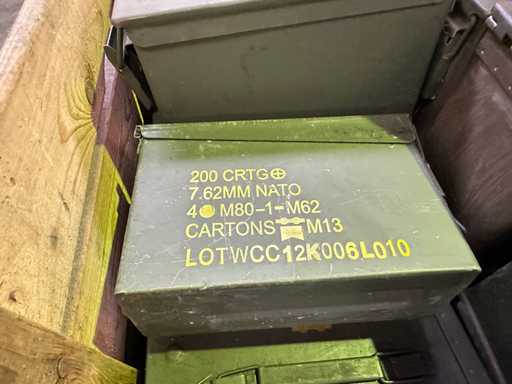 200 CRTG⊕
7.62MM NATO
4●M80-1-M62
CARTONS M13
LOTWCC12K006L010